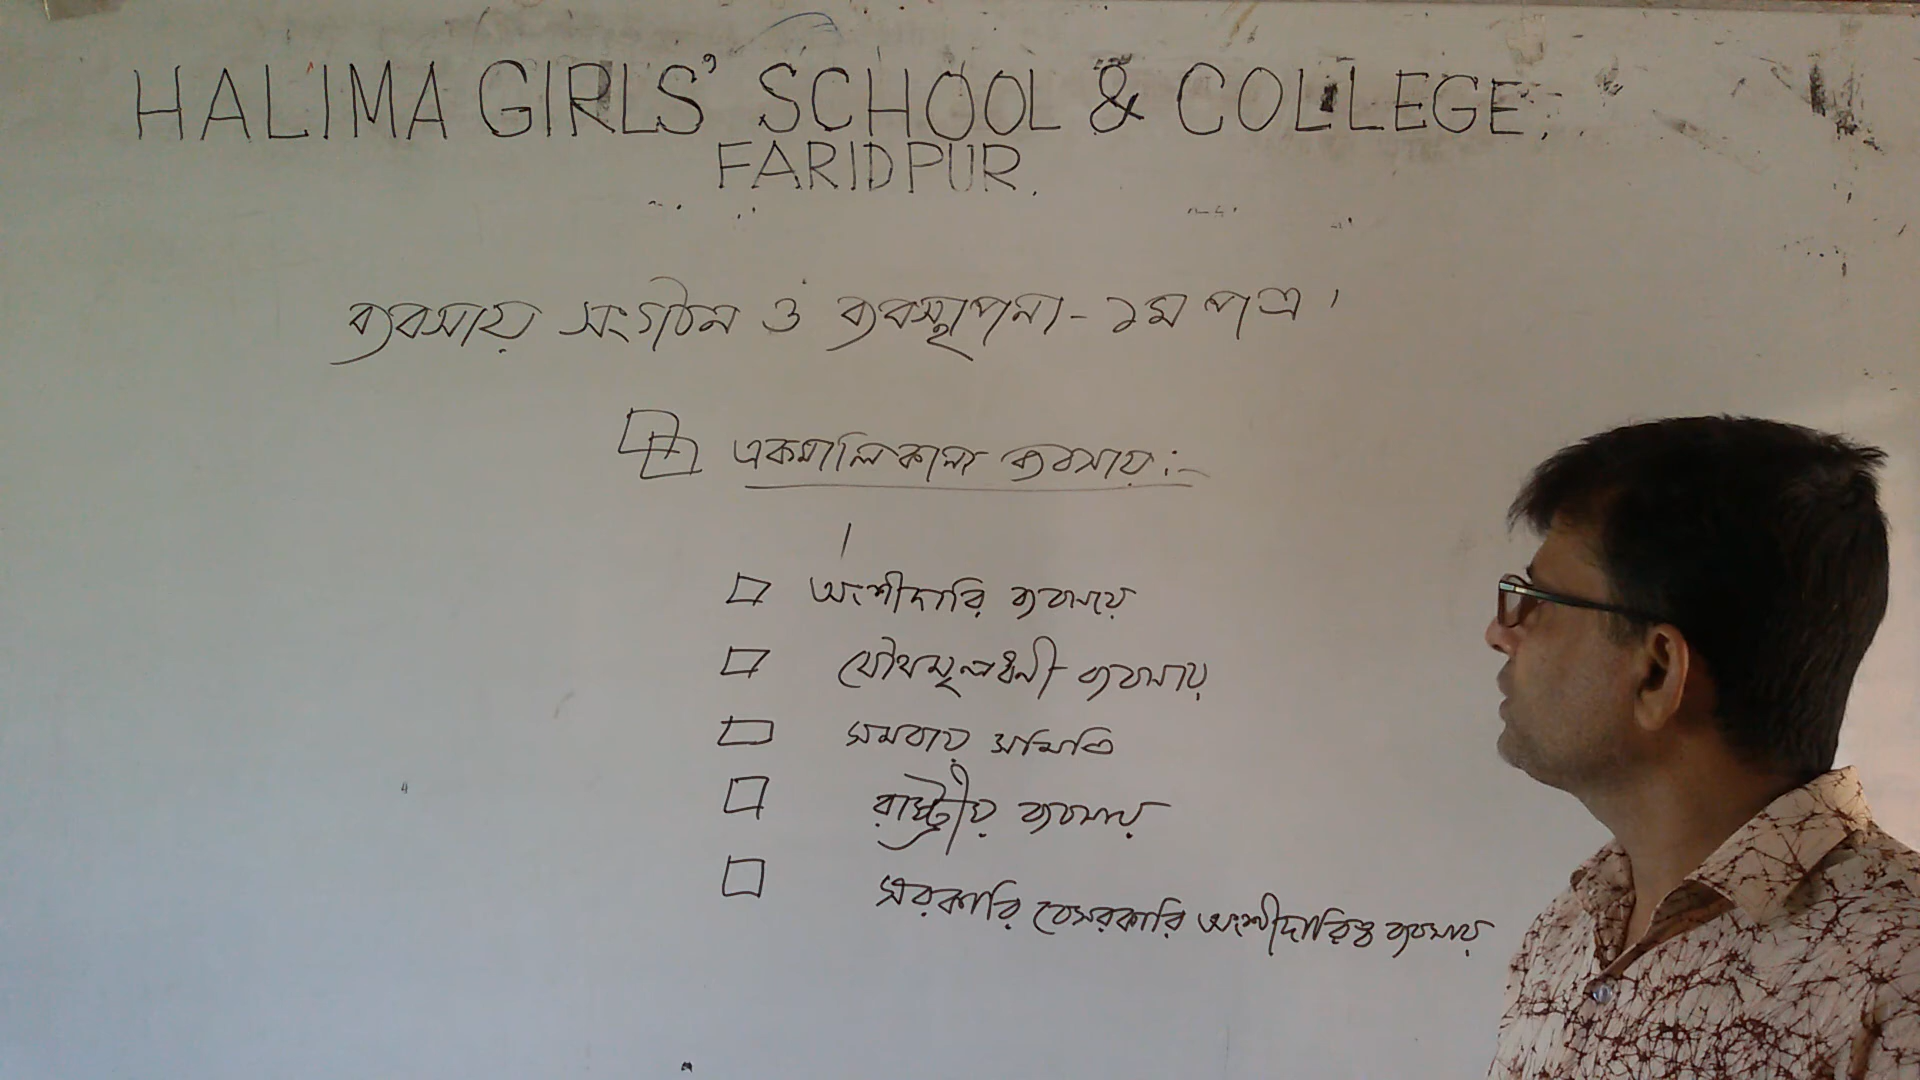 HALIMA GIRLS' SCHOOL & COLLEGE.
FARIDPUR.
ব্যবসায় সংগঠন ও ব্যবস্থাপনা - ১ম পত্র।
একমালিকানা ব্যবসায় :-
অংশীদারি ব্যবসায়
যৌথমূলধনী ব্যবসায়
সমবায় সমিতি
রাষ্ট্রীয় ব্যবসায়
সরকারি বেসরকারি অংশীদারিত্ব ব্যবসায়